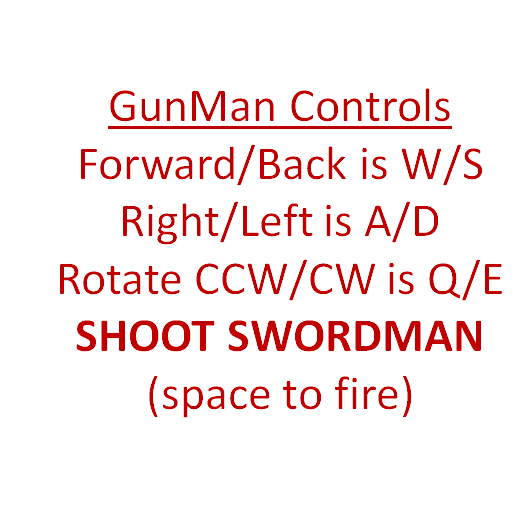 GunMan Controls
Forward/Back is W/S
Right/Left is A/D
Rotate CCW/CW is Q/E
SHOOT SWORDMAN
(space to fire)